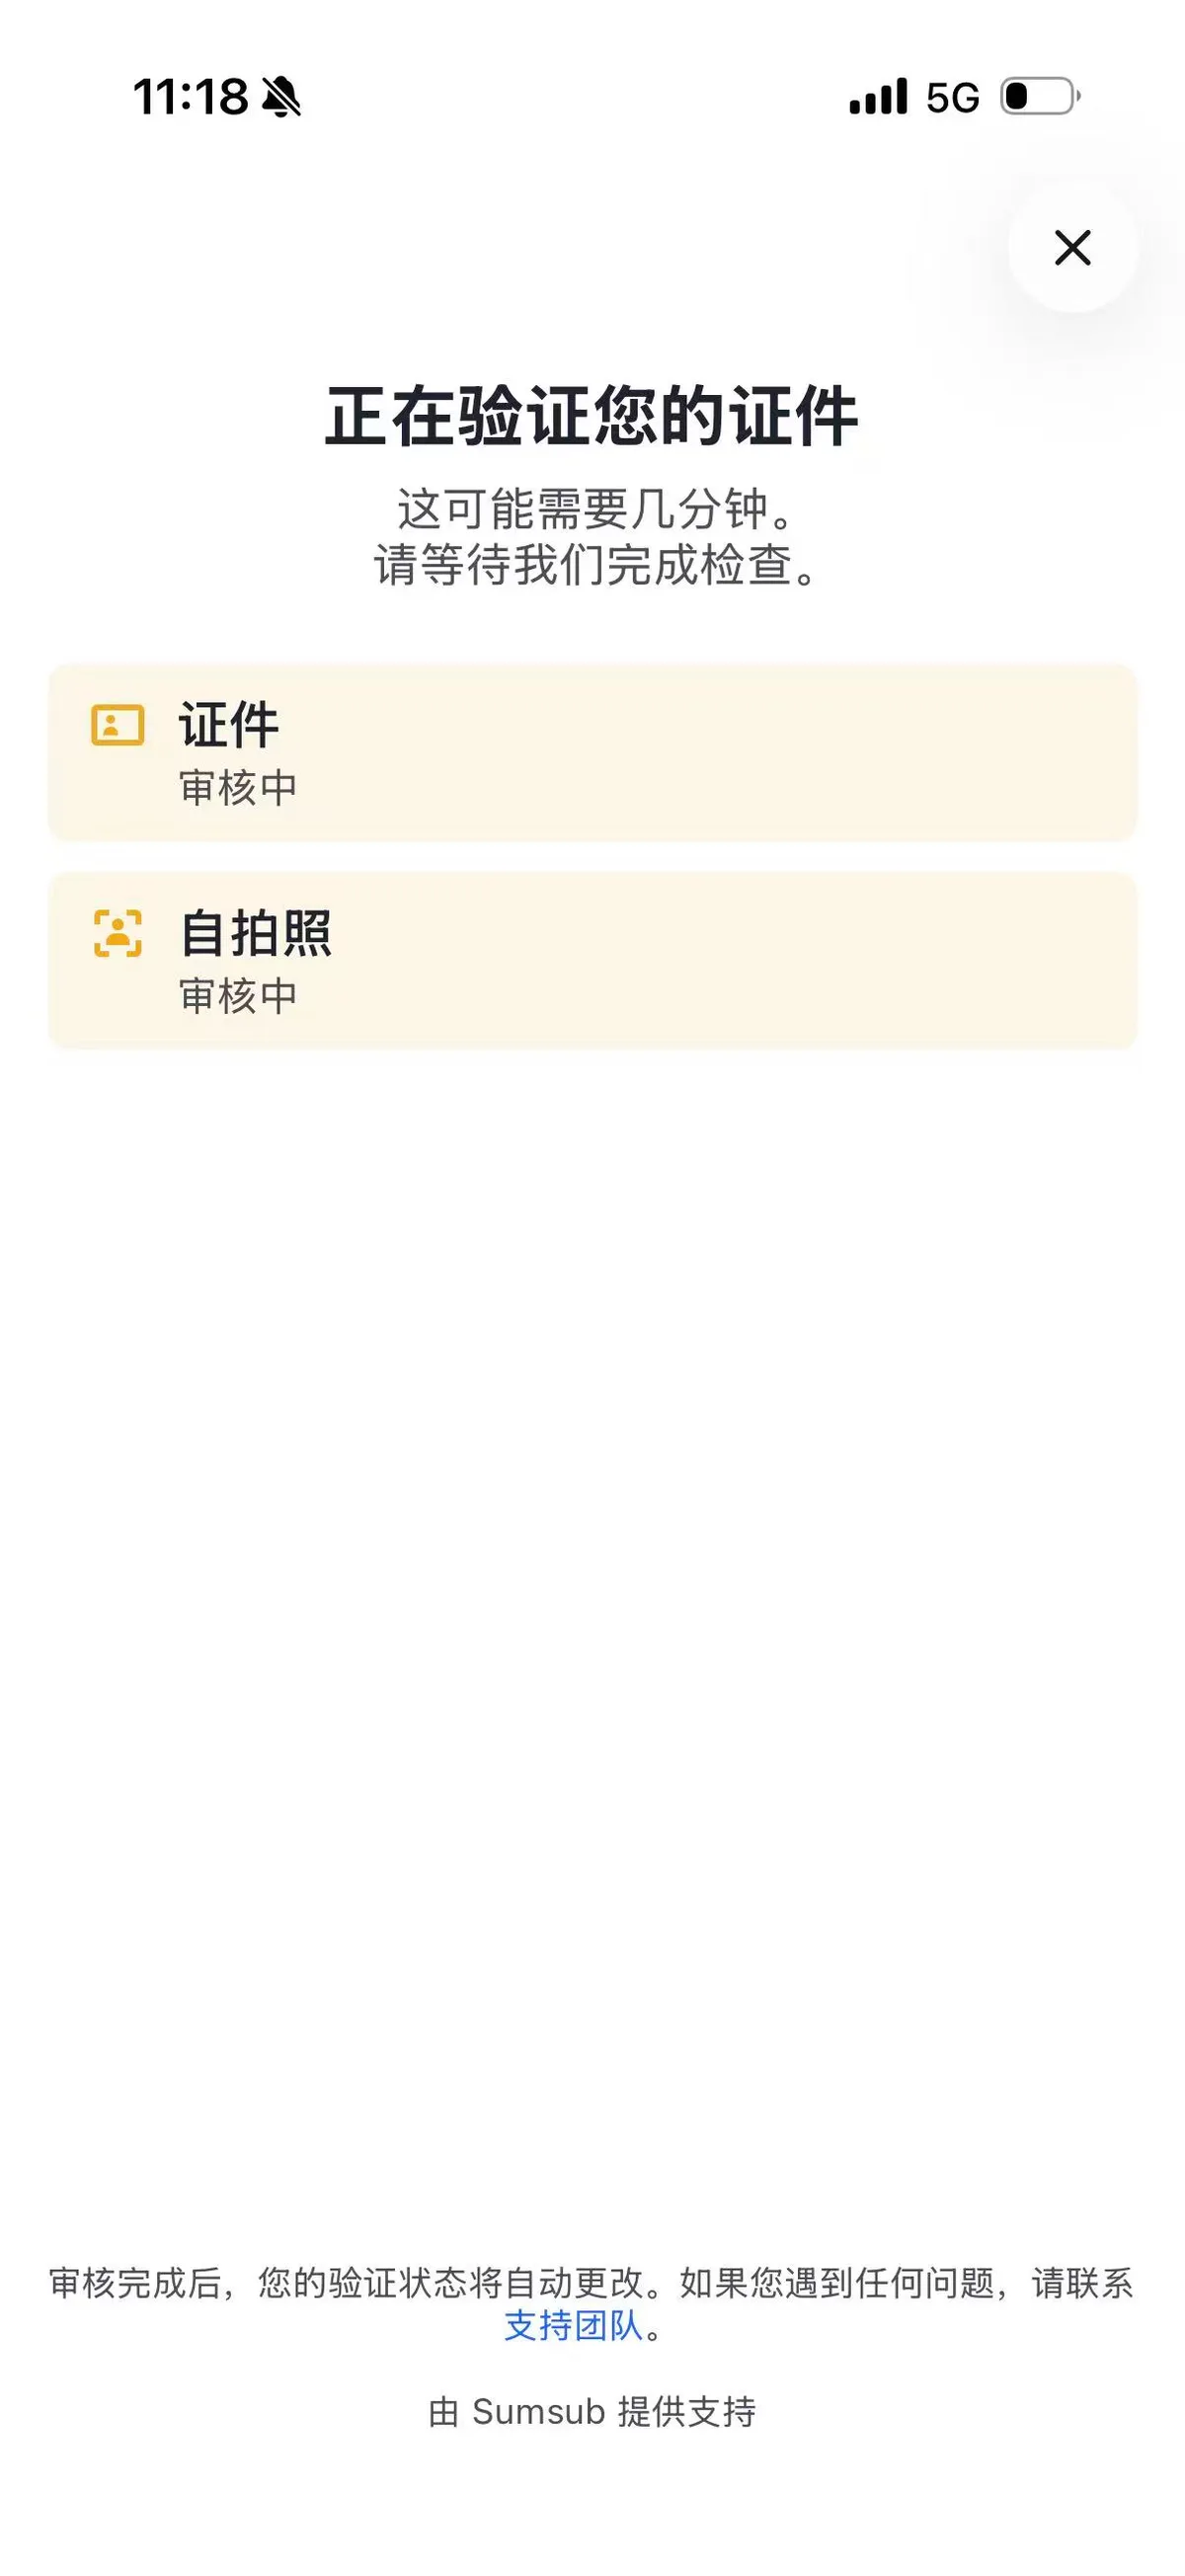 11:18
5G
正在验证您的证件
这可能需要几分钟。
请等待我们完成检查。
证件
审核中
自拍照
审核中
审核完成后，您的验证状态将自动更改。如果您遇到任何问题，请联系
支持团队。
由 Sumsub 提供支持